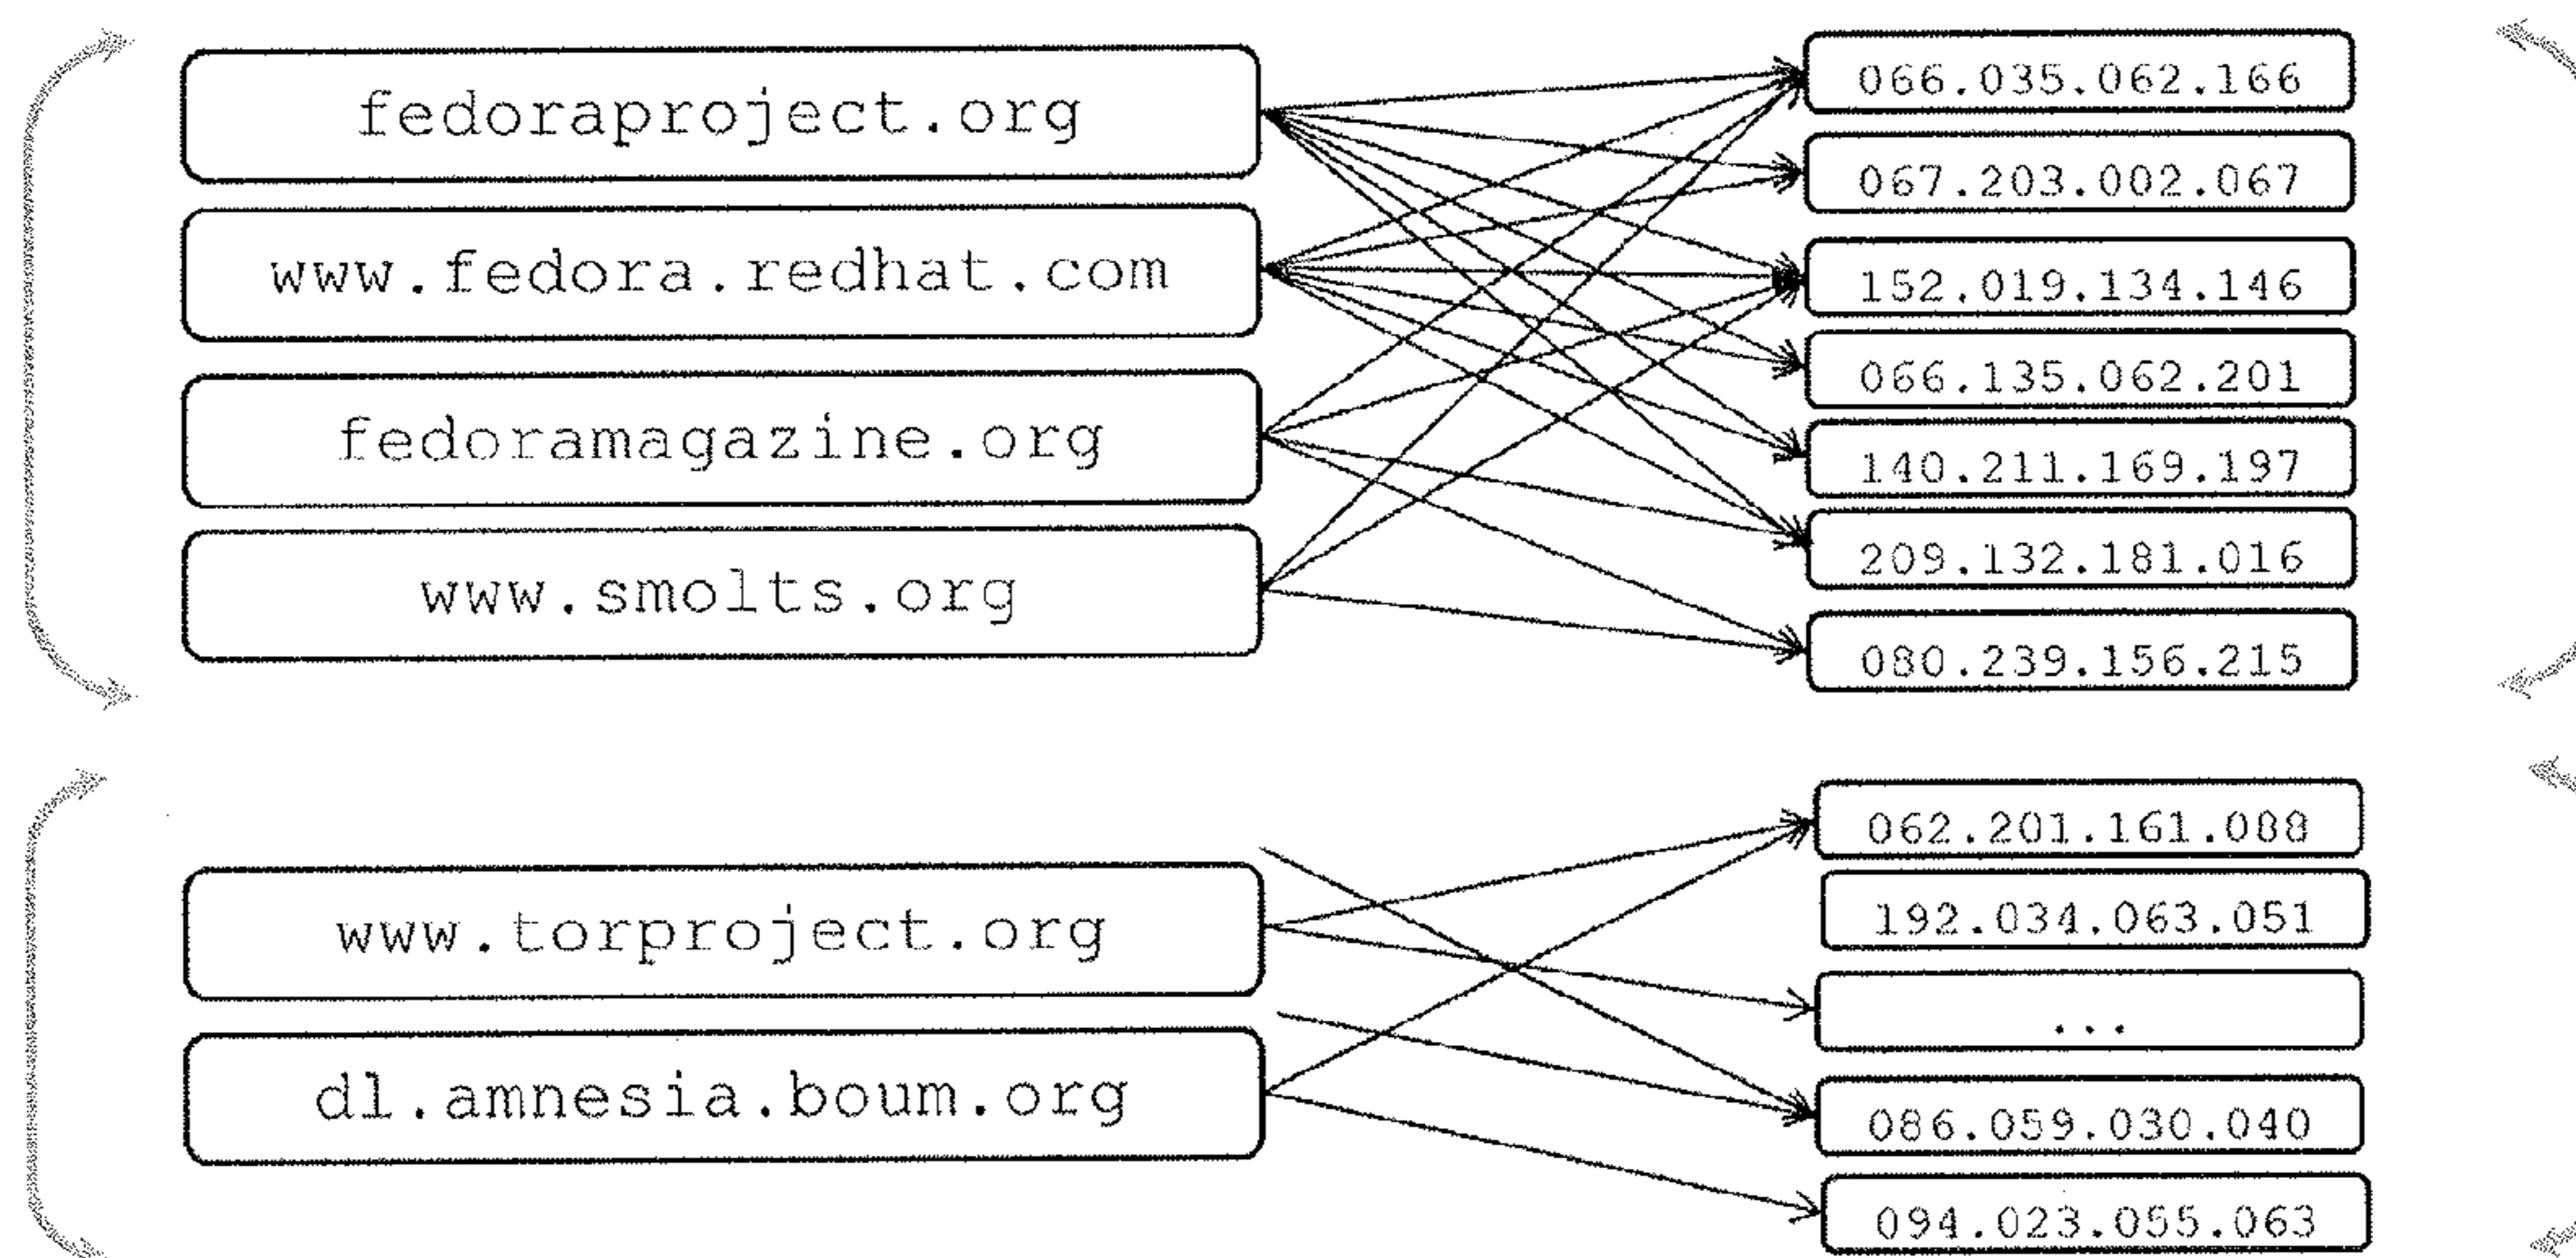 fedoraproject.org
www.fedora.redhat.com
fedoramagazine.org
www.smolts.org
066.035.062.166
067.203.002.067
152.019.134.146
066.135.062.201
140.211.169.197
209.132.181.016
080.239.156.215
www.torproject.org
dl.amnesia.boum.org
062.201.161.088
192.034.063.051
...
086.059.030.040
094.023.055.063